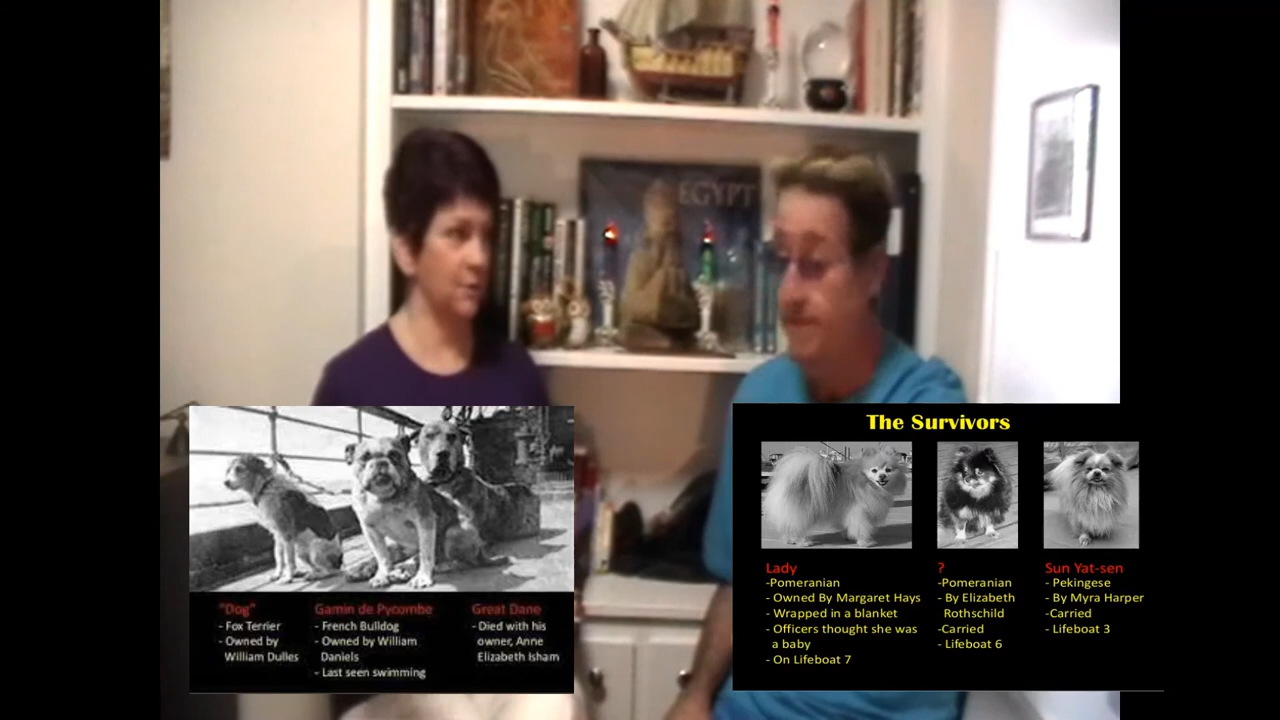 EGYPT
"Dog"
- Fox Terrier
- Owned by
William Dulles
Gamin de Pycombe
- French Bulldog
- Owned by William
Daniels
- Last seen swimming
Great Dane
- Died with his
owner, Anne
Elizabeth Isham
The Survivors
Lady
-Pomeranian
- Owned By Margaret Hays
- Wrapped in a blanket
- Officers thought she was
a baby
- On Lifeboat 7
?
-Pomeranian
- By Elizabeth
Rothschild
-Carried
- Lifeboat 6
Sun Yat-sen
- Pekingese
- By Myra Harper
-Carried
- Lifeboat 3